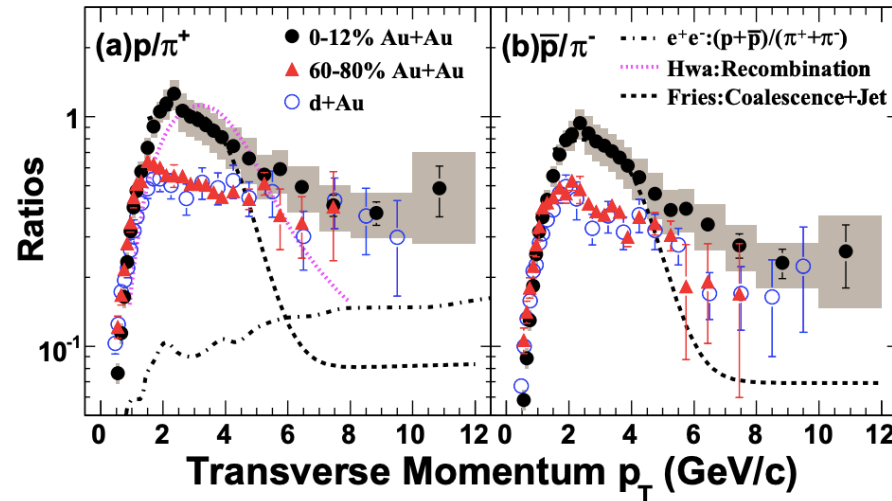 (a)p/π⁺
0-12% Au+Au
60-80% Au+Au
d+Au
(b)p̅/π⁻
e⁺e⁻:(p+p̅)/(π⁺+π⁻)
Hwa:Recombination
Fries:Coalescence+Jet
Ratios
1
10⁻¹
0 2 4 6 8 10 12
0 2 4 6 8 10 12
Transverse Momentum p_T (GeV/c)